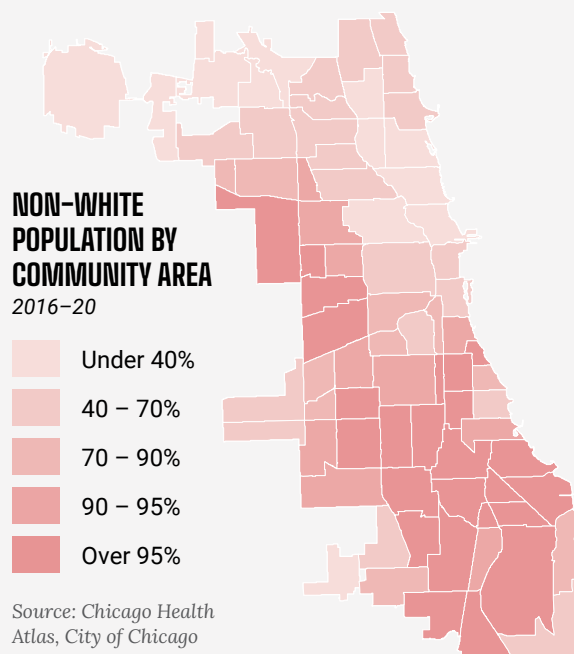 NON–WHITE
POPULATION BY
COMMUNITY AREA
2016–20
Under 40%
40 – 70%
70 – 90%
90 – 95%
Over 95%
Source: Chicago Health
Atlas, City of Chicago